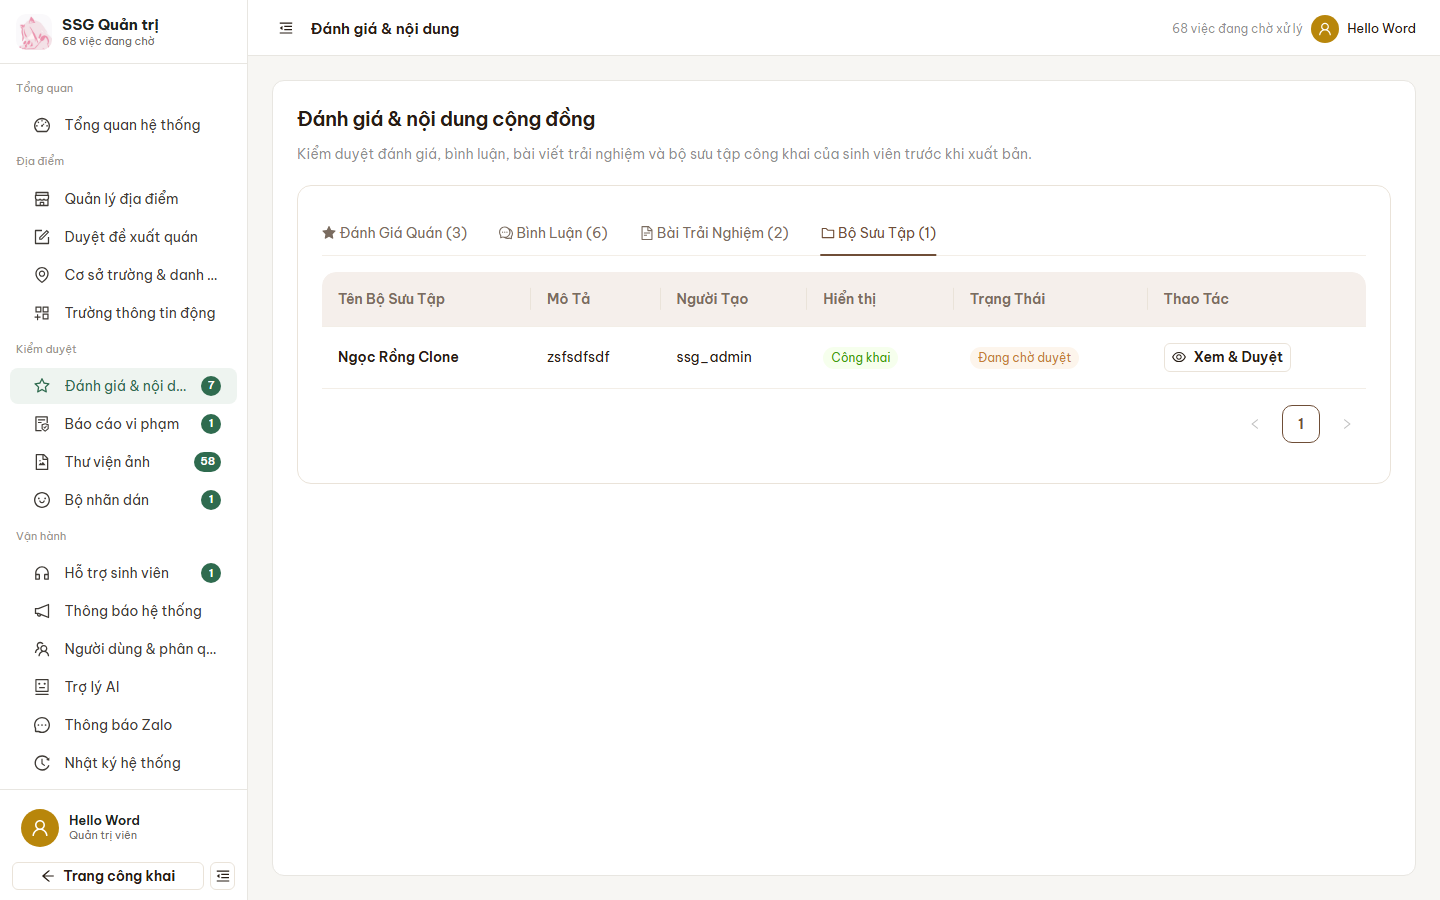 SSG Quản trị
68 việc đang chờ
Tổng quan
Tổng quan hệ thống
Địa điểm
Quản lý địa điểm
Duyệt đề xuất quán
Cơ sở trường & danh ...
Trường thông tin động
Kiểm duyệt
Đánh giá & nội d... 7
Báo cáo vi phạm 1
Thư viện ảnh 58
Bộ nhãn dán 1
Vận hành
Hỗ trợ sinh viên 1
Thông báo hệ thống
Người dùng & phân q...
Trợ lý AI
Thông báo Zalo
Nhật ký hệ thống
Hello Word
Quản trị viên
Trang công khai
Đánh giá & nội dung
68 việc đang chờ xử lý Hello Word
Đánh giá & nội dung cộng đồng
Kiểm duyệt đánh giá, bình luận, bài viết trải nghiệm và bộ sưu tập công khai của sinh viên trước khi xuất bản.
Đánh Giá Quán (3) Bình Luận (6) Bài Trải Nghiệm (2) Bộ Sưu Tập (1)
Tên Bộ Sưu Tập Mô Tả Người Tạo Hiển thị Trạng Thái Thao Tác
Ngọc Rồng Clone zsfsdfsdf ssg_admin Công khai Đang chờ duyệt Xem & Duyệt
1